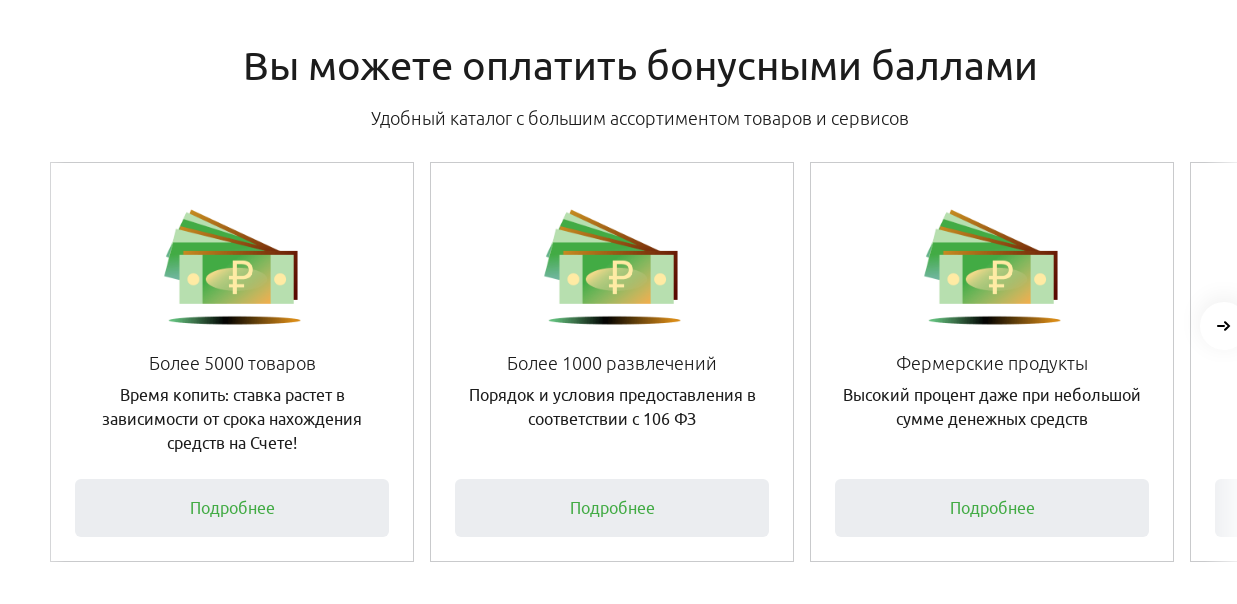 Вы можете оплатить бонусными баллами
Удобный каталог с большим ассортиментом товаров и сервисов
Более 5000 товаров
Время копить: ставка растет в
зависимости от срока нахождения
средств на Счете!
Подробнее
Более 1000 развлечений
Порядок и условия предоставления в
соответствии с 106 ФЗ
Подробнее
Фермерские продукты
Высокий процент даже при небольшой
сумме денежных средств
Подробнее